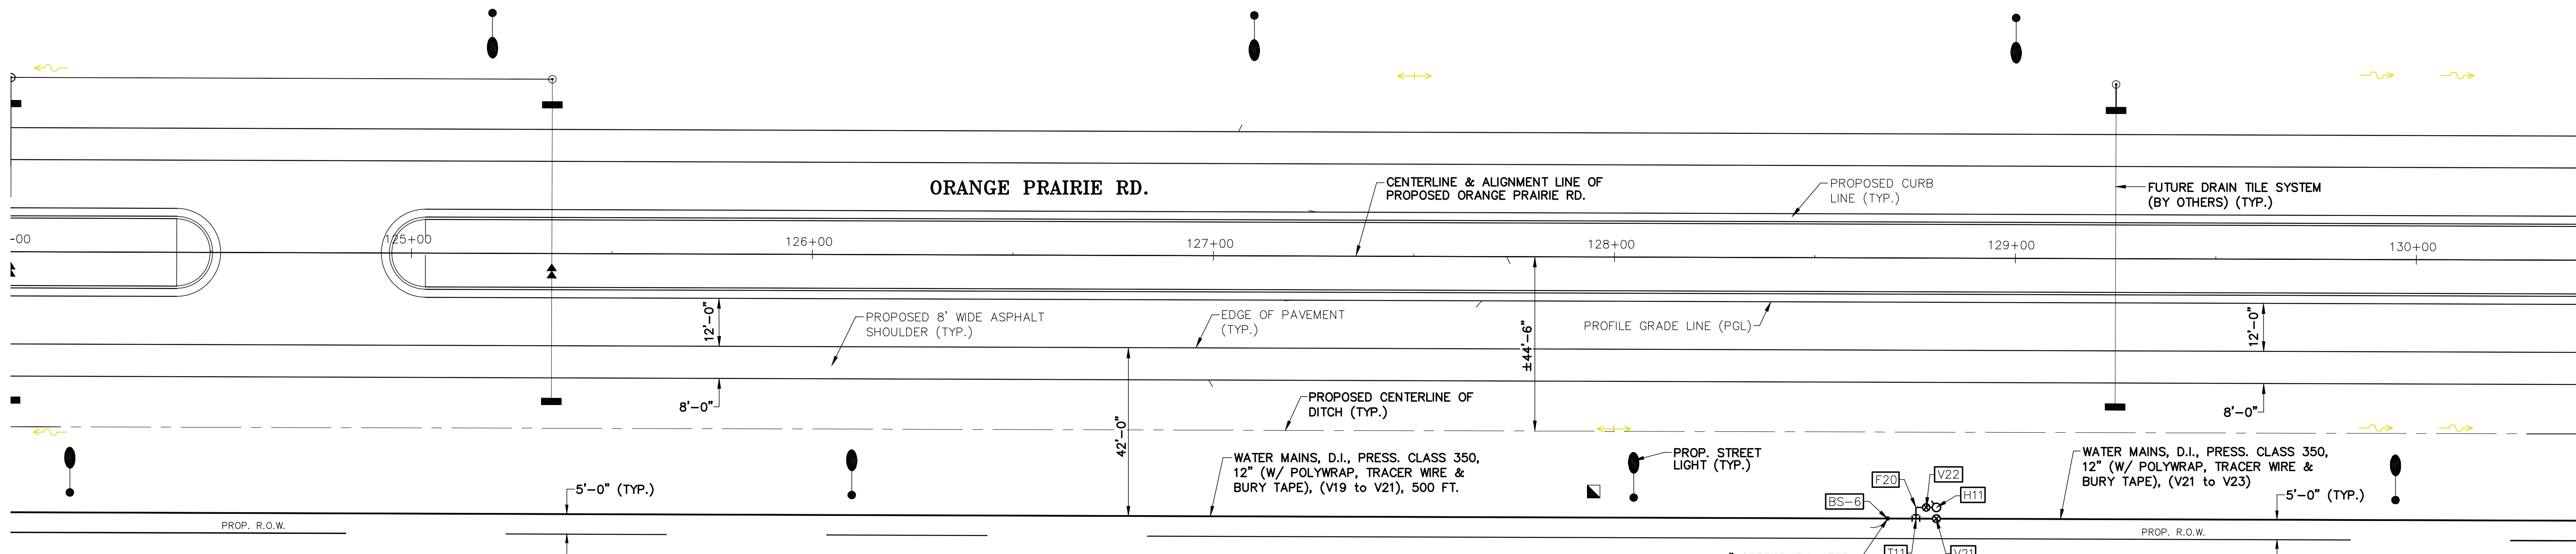 ORANGE PRAIRIE RD.
CENTERLINE & ALIGNMENT LINE OF
PROPOSED ORANGE PRAIRIE RD.
PROPOSED CURB
LINE (TYP.)
FUTURE DRAIN TILE SYSTEM
(BY OTHERS) (TYP.)
-00
125+00
126+00
127+00
128+00
129+00
130+00
12'-0"
PROPOSED 8' WIDE ASPHALT
SHOULDER (TYP.)
EDGE OF PAVEMENT
(TYP.)
±44'-6"
PROFILE GRADE LINE (PGL)
12'-0"
8'-0"
PROPOSED CENTERLINE OF
DITCH (TYP.)
8'-0"
42'-0"
WATER MAINS, D.I., PRESS. CLASS 350,
12" (W/ POLYWRAP, TRACER WIRE &
BURY TAPE), (V19 to V21), 500 FT.
PROP. STREET
LIGHT (TYP.)
WATER MAINS, D.I., PRESS. CLASS 350,
12" (W/ POLYWRAP, TRACER WIRE &
BURY TAPE), (V21 to V23)
5'-0" (TYP.)
F20
V22
BS-6
H11
5'-0" (TYP.)
PROP. R.O.W.
PROP. R.O.W.
T11
V21